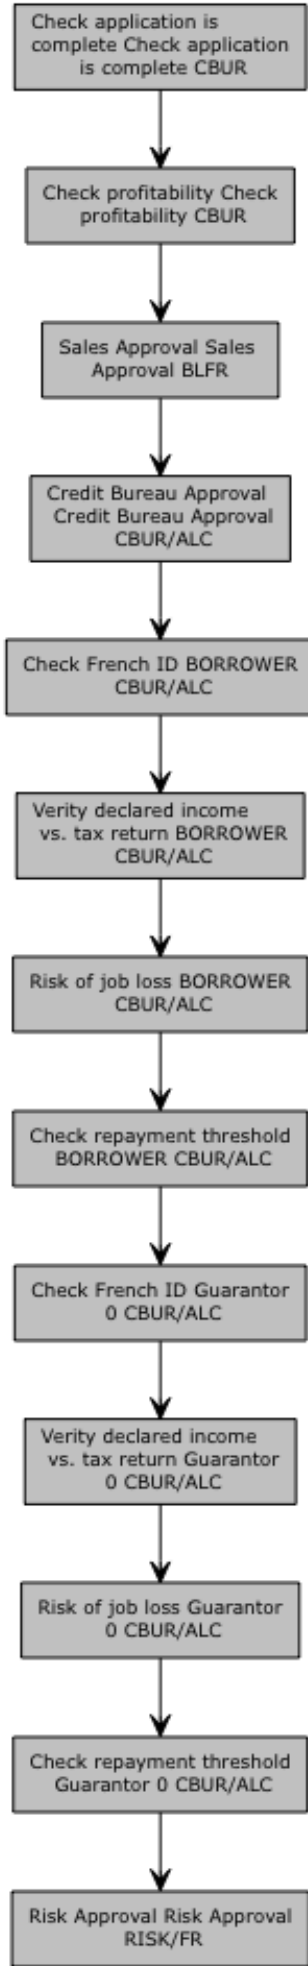 Check application is
complete Check application
is complete CBUR
Check profitability Check
profitability CBUR
Sales Approval Sales
Approval BLFR
Credit Bureau Approval
Credit Bureau Approval
CBUR/ALC
Check French ID BORROWER
CBUR/ALC
Verity declared income
vs. tax return BORROWER
CBUR/ALC
Risk of job loss BORROWER
CBUR/ALC
Check repayment threshold
BORROWER CBUR/ALC
Check French ID Guarantor
0 CBUR/ALC
Verity declared income
vs. tax return Guarantor
0 CBUR/ALC
Risk of job loss Guarantor
0 CBUR/ALC
Check repayment threshold
Guarantor 0 CBUR/ALC
Risk Approval Risk Approval
RISK/FR